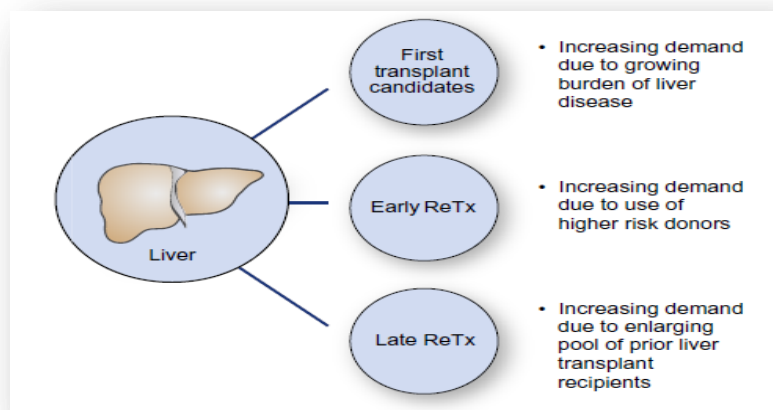 First
transplant
candidates
• Increasing demand
due to growing
burden of liver
disease
Liver
Early ReTx
• Increasing demand
due to use of
higher risk donors
Late ReTx
• Increasing demand
due to enlarging
pool of prior liver
transplant
recipients